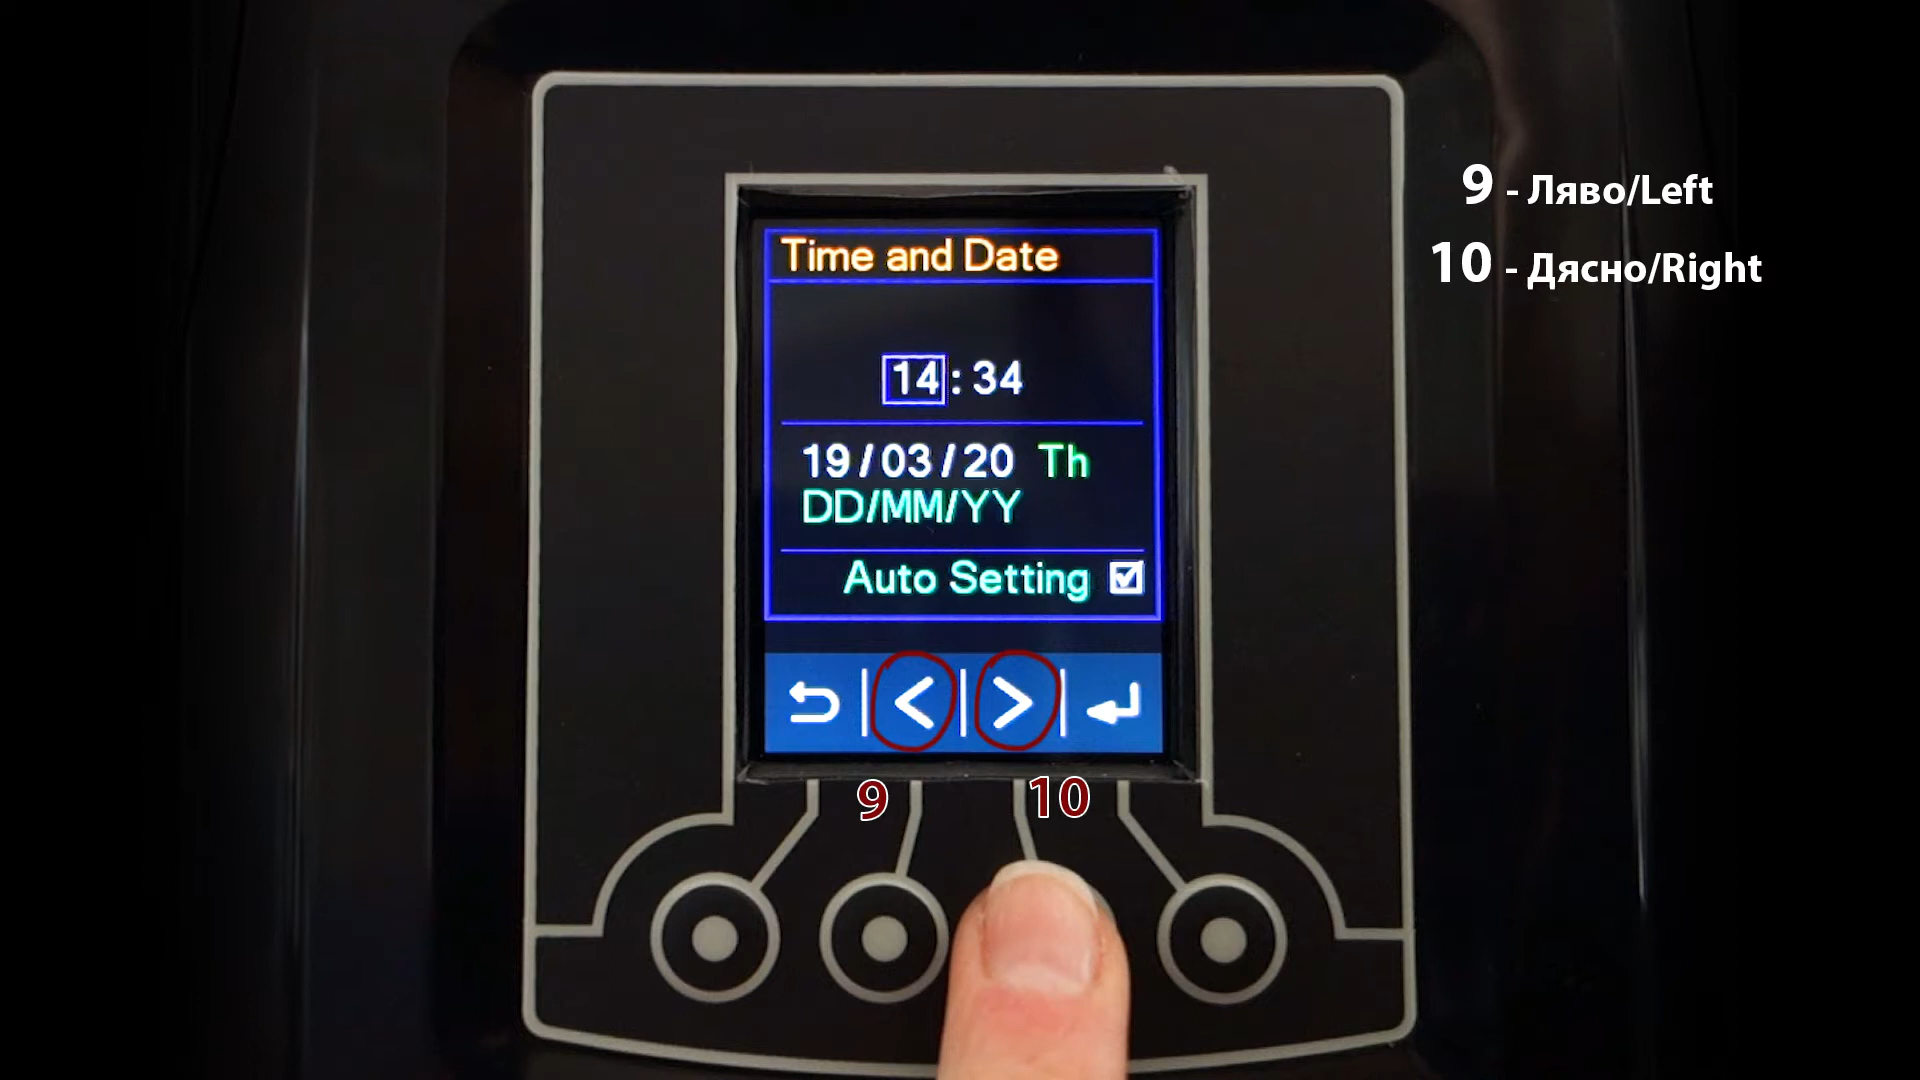 9 - Ляво/Left
10 - Дясно/Right
Time and Date
14 : 34
19/03/20 Th
DD/MM/YY
Auto Setting
9 10